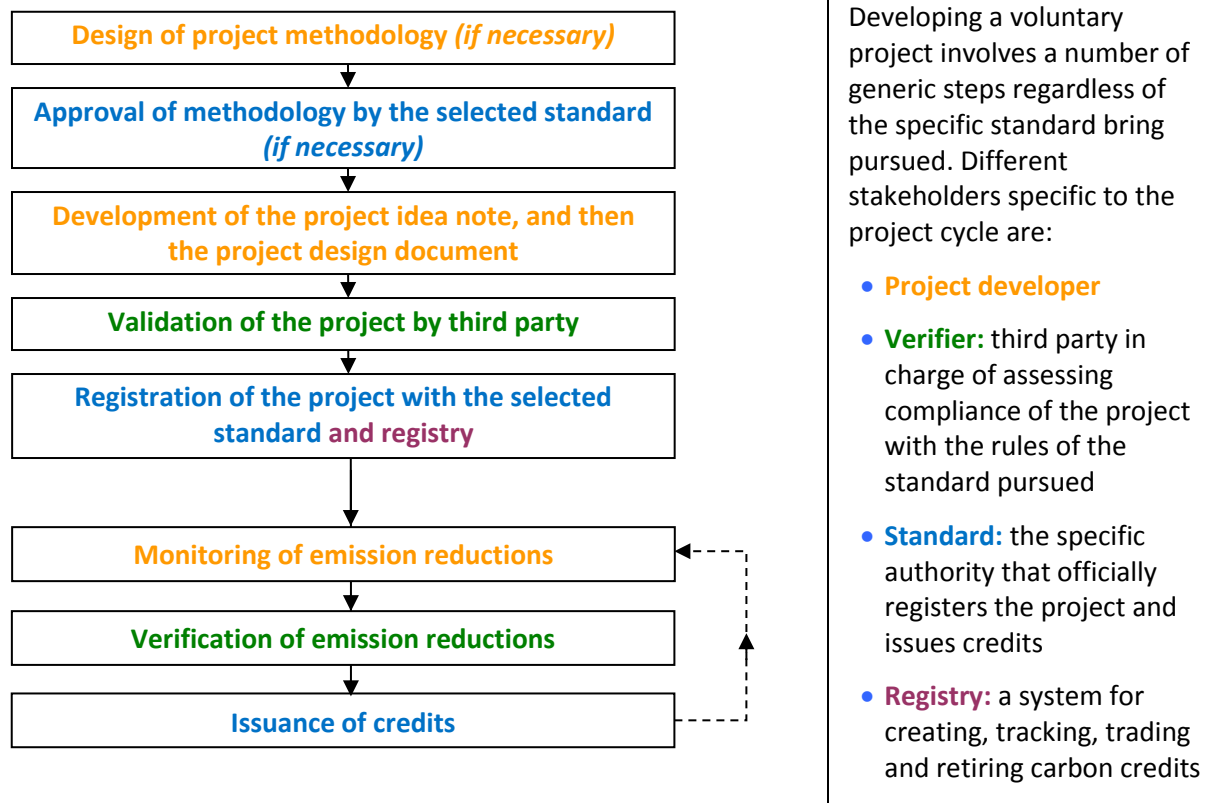 Design of project methodology (if necessary)
Approval of methodology by the selected standard
(if necessary)
Development of the project idea note, and then
the project design document
Validation of the project by third party
Registration of the project with the selected
standard and registry
Monitoring of emission reductions
Verification of emission reductions
Issuance of credits
Developing a voluntary
project involves a number of
generic steps regardless of
the specific standard bring
pursued. Different
stakeholders specific to the
project cycle are:
• Project developer
• Verifier: third party in
charge of assessing
compliance of the project
with the rules of the
standard pursued
• Standard: the specific
authority that officially
registers the project and
issues credits
• Registry: a system for
creating, tracking, trading
and retiring carbon credits